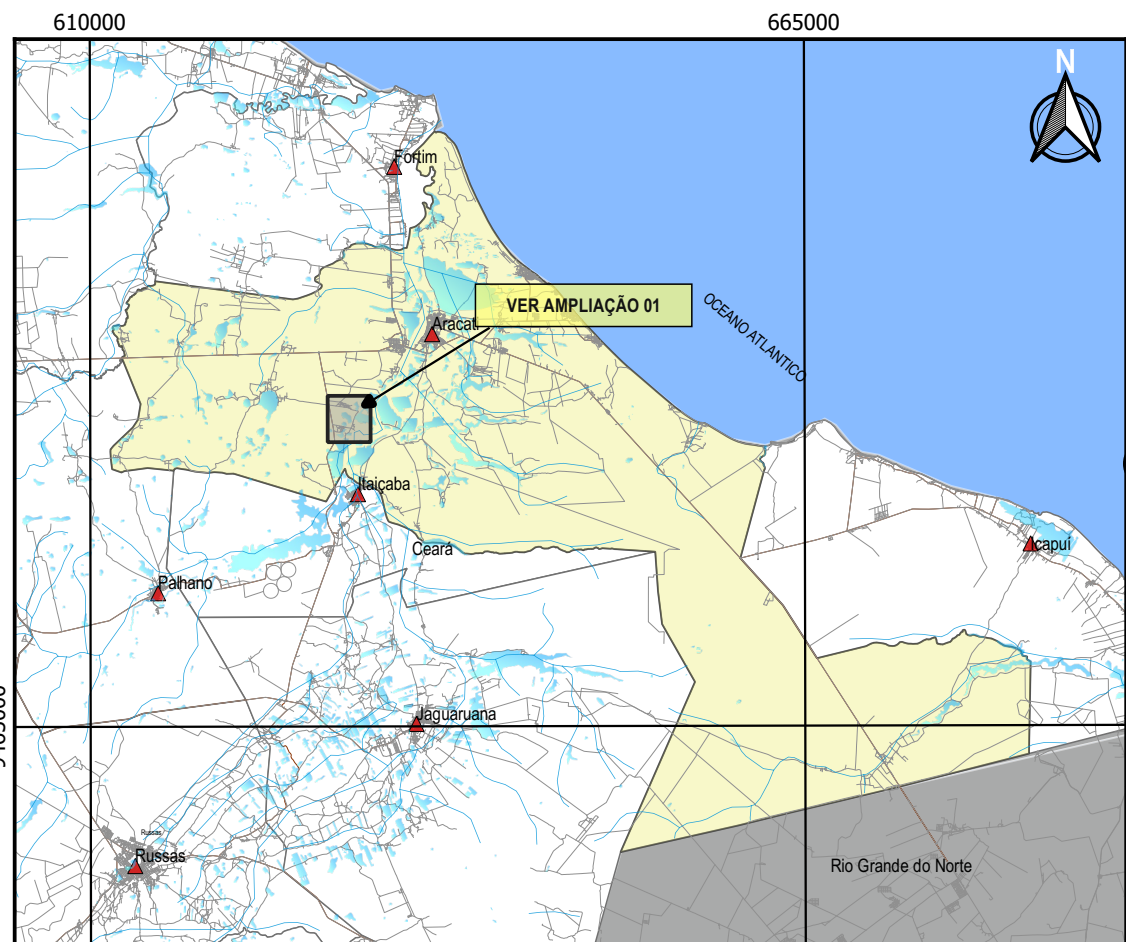 610000
665000
N
Fortim
VER AMPLIAÇÃO 01
OCEANO ATLANTICO
Aracati
Itaiçaba
Ceará
Icapuí
Palhano
Jaguaruana
Russas
Russas
Rio Grande do Norte